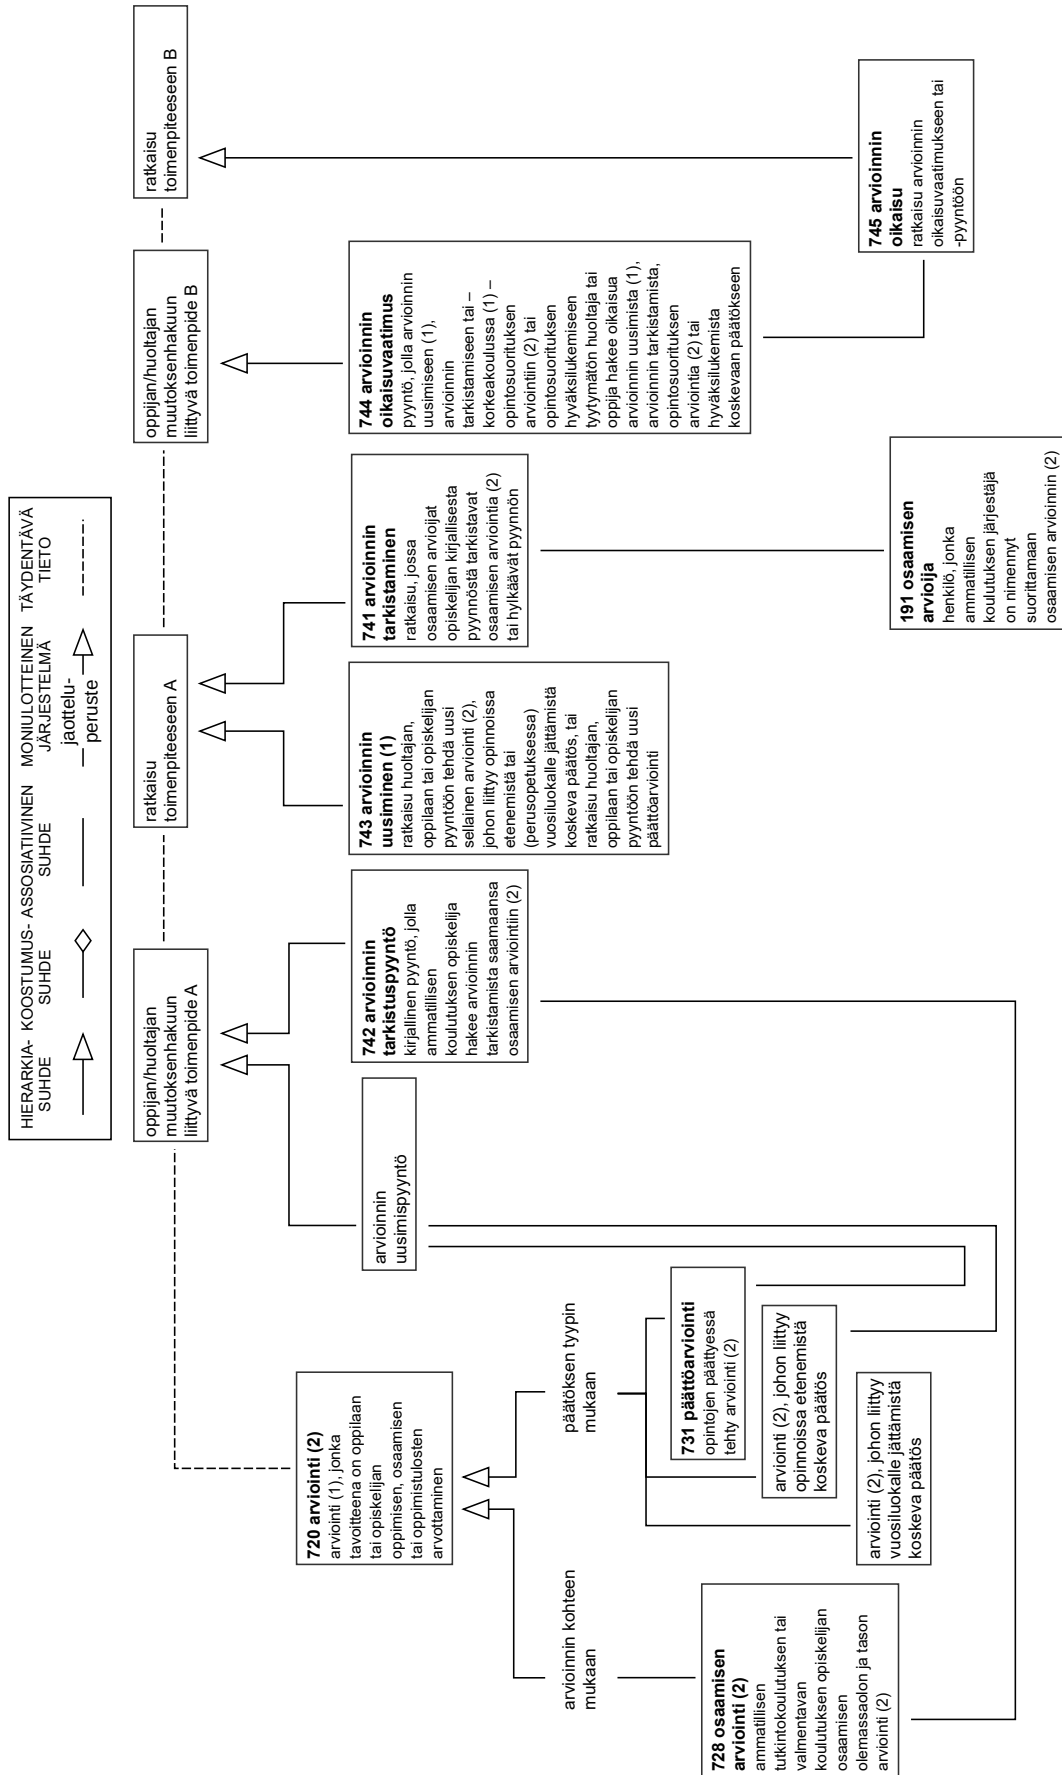 HIERARKIA-
SUHDE
KOOSTUMUS-
SUHDE
ASSOSIATIIVINEN
SUHDE
MONIULOTTEINEN
JÄRJESTELMÄ
jaottelu-
peruste
TÄYDENTÄVÄ
TIETO
oppijan/huoltajan
muutoksenhakuun
liittyvä toimenpide A
ratkaisu
toimenpiteeseen A
oppijan/huoltajan
muutoksenhakuun
liittyvä toimenpide B
ratkaisu
toimenpiteeseen B
720 arviointi (2)
arviointi (1), jonka
tavoitteena on oppilaan
tai opiskelijan
oppimisen, osaamisen
tai oppimistulosten
arvottaminen
arvioinnin
uusimispyyntö
742 arvioinnin
tarkistuspyyntö
kirjallinen pyyntö, jolla
ammatillisen
koulutuksen opiskelija
hakee arvioinnin
tarkistamista saamaansa
osaamisen arviointiin (2)
743 arvioinnin
uusiminen (1)
ratkaisu huoltajan,
oppilaan tai opiskelijan
pyyntöön tehdä uusi
sellainen arviointi (2),
johon liittyy opinnoissa
etenemistä tai
(perusopetuksessa)
vuosiluokalle jättämistä
koskeva päätös, tai
ratkaisu huoltajan,
oppilaan tai opiskelijan
pyyntöön tehdä uusi
päättöarviointi
741 arvioinnin
tarkistaminen
ratkaisu, jossa
osaamisen arvioijat
opiskelijan kirjallisesta
pyynnöstä tarkistavat
osaamisen arviointia (2)
tai hylkäävät pyynnön
744 arvioinnin
oikaisuvaatimus
pyyntö, jolla arvioinnin
uusimiseen (1),
arvioinnin
tarkistamiseen tai –
korkeakoulussa (1) –
opintosuorituksen
arviointiin (2) tai
opintosuorituksen
hyväksilukemiseen
tyytymätön huoltaja tai
oppija hakee oikaisua
arvioinnin uusimista (1),
arvioinnin tarkistamista,
opintosuorituksen
arviointia (2) tai
hyväksilukemista
koskevaan päätökseen
745 arvioinnin
oikaisu
ratkaisu arvioinnin
oikaisuvaatimukseen tai
-pyyntöön
arvioinnin kohteen
mukaan
päätöksen tyypin
mukaan
728 osaamisen
arviointi (2)
ammatillisen
tutkintokoulutuksen tai
valmentavan
koulutuksen opiskelijan
osaamisen
olemassaolon ja tason
arviointi (2)
731 päättöarviointi
opintojen päättyessä
tehty arviointi (2)
arviointi (2), johon liittyy
opinnoissa etenemistä
koskeva päätös
arviointi (2), johon liittyy
vuosiluokalle jättämistä
koskeva päätös
191 osaamisen
arvioija
henkilö, jonka
ammatillisen
koulutuksen järjestäjä
on nimennyt
suorittamaan
osaamisen arvioinnin (2)